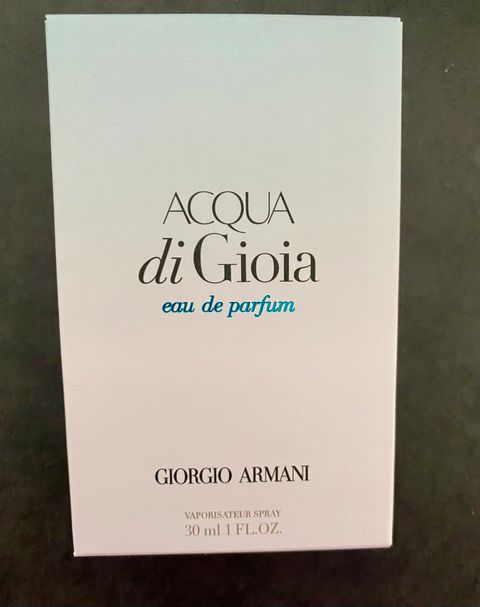 ACQUA
di Gioia
eau de parfum
GIORGIO ARMANI
VAPORISATEUR SPRAY
30 ml 1 FL.OZ.